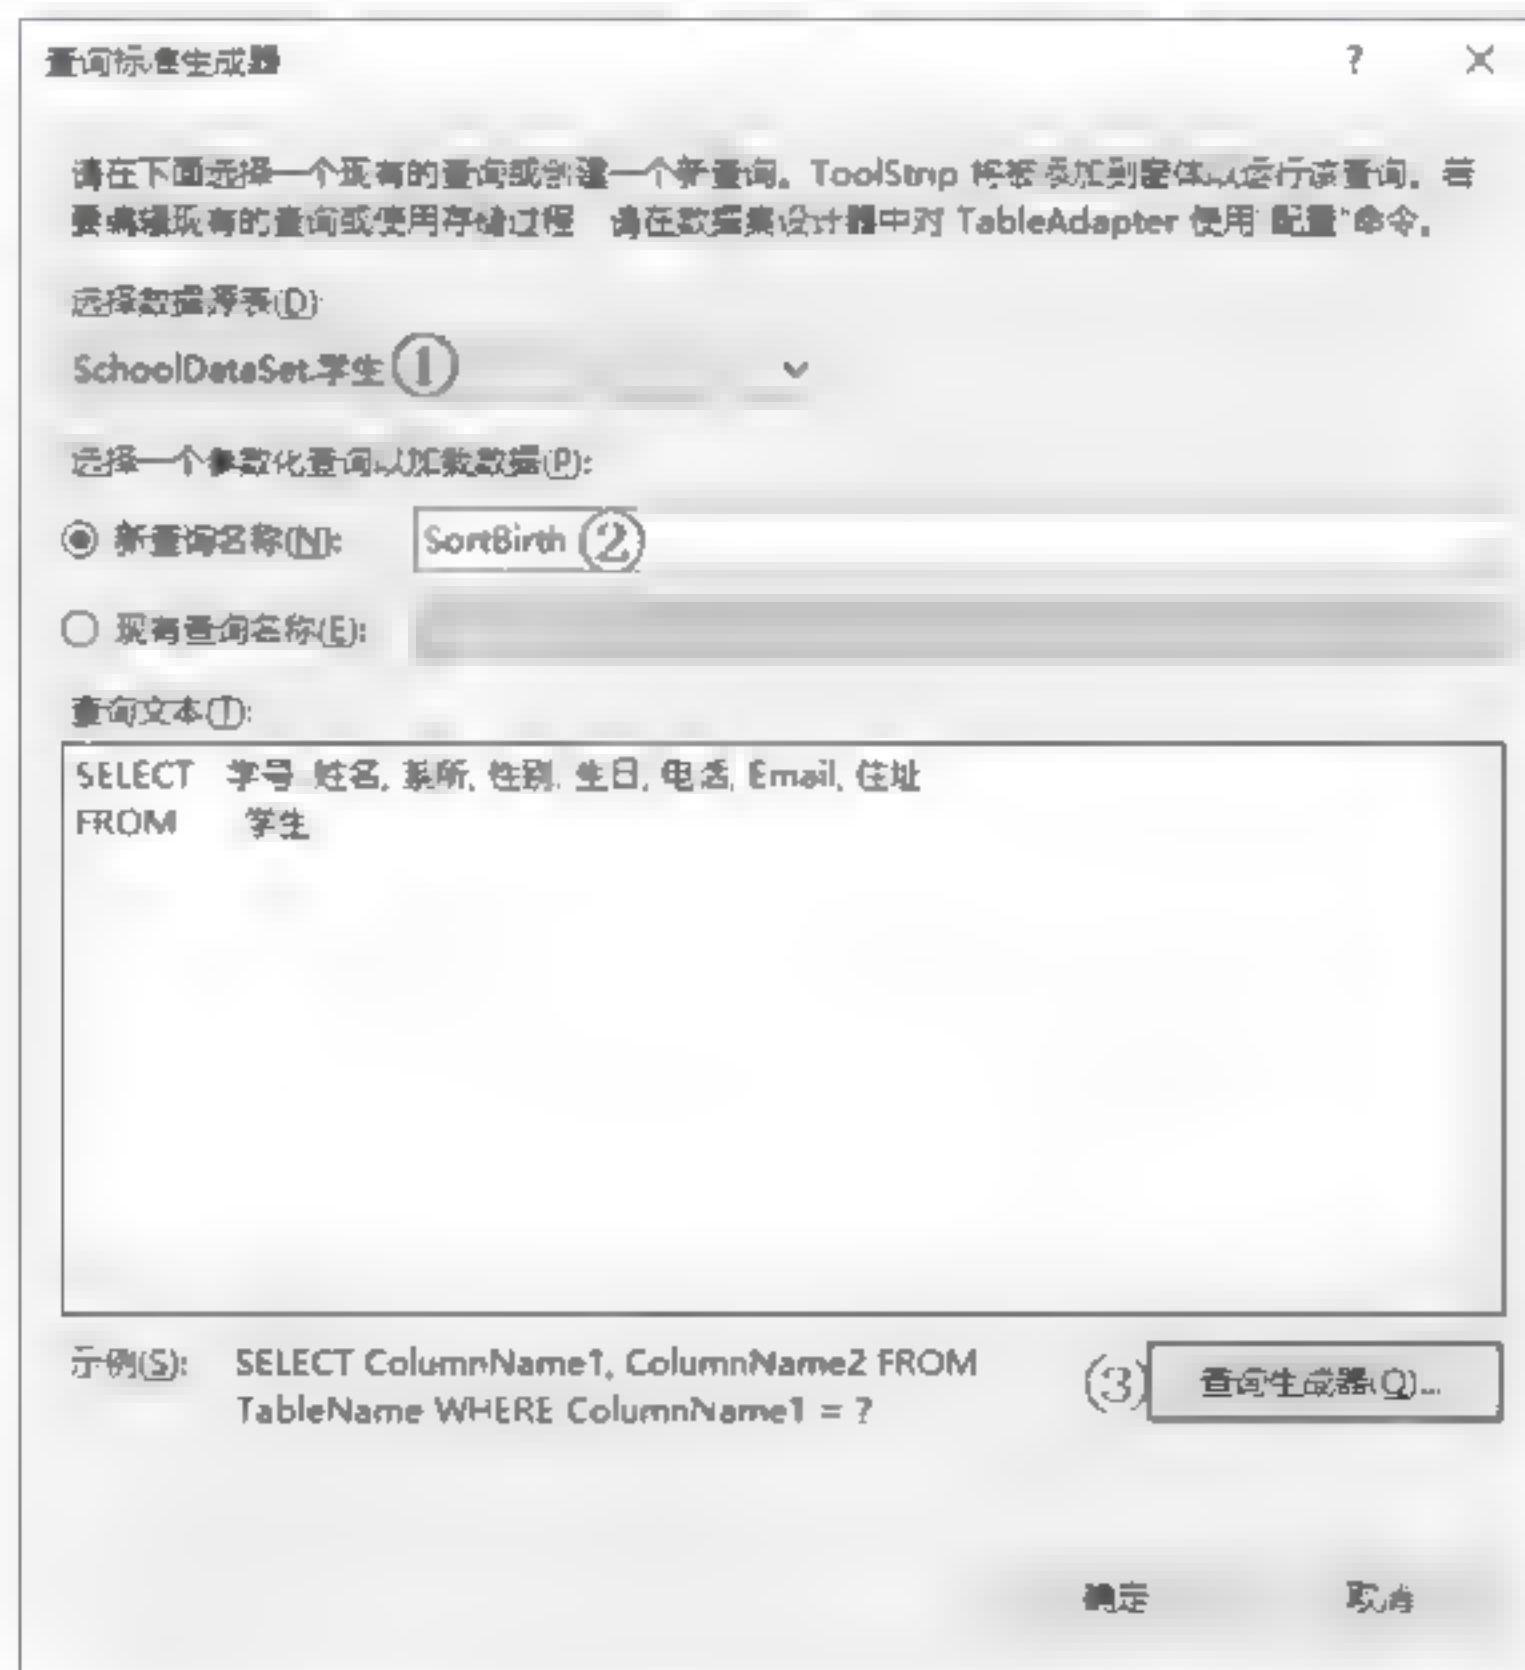 查询标准生成器 ? ×
请在下面选择一个现有的查询或创建一个新查询。ToolStrip 将被添加到窗体以运行该查询。若
要编辑现有的查询或使用存储过程 请在数据集设计器中对 TableAdapter 使用"配置"命令。
选择数据源表(D)
SchoolDataSet.学生 ①
选择一个参数化查询以加载数据(P):
新查询名称(N): SortBirth ②
现有查询名称(E):
查询文本(T):
SELECT 学号, 姓名, 系所, 性别, 生日, 电话, Email, 住址
FROM 学生
示例(S): SELECT ColumnName1, ColumnName2 FROM
TableName WHERE ColumnName1 = ?
③ 查询生成器(Q)...
确定 取消